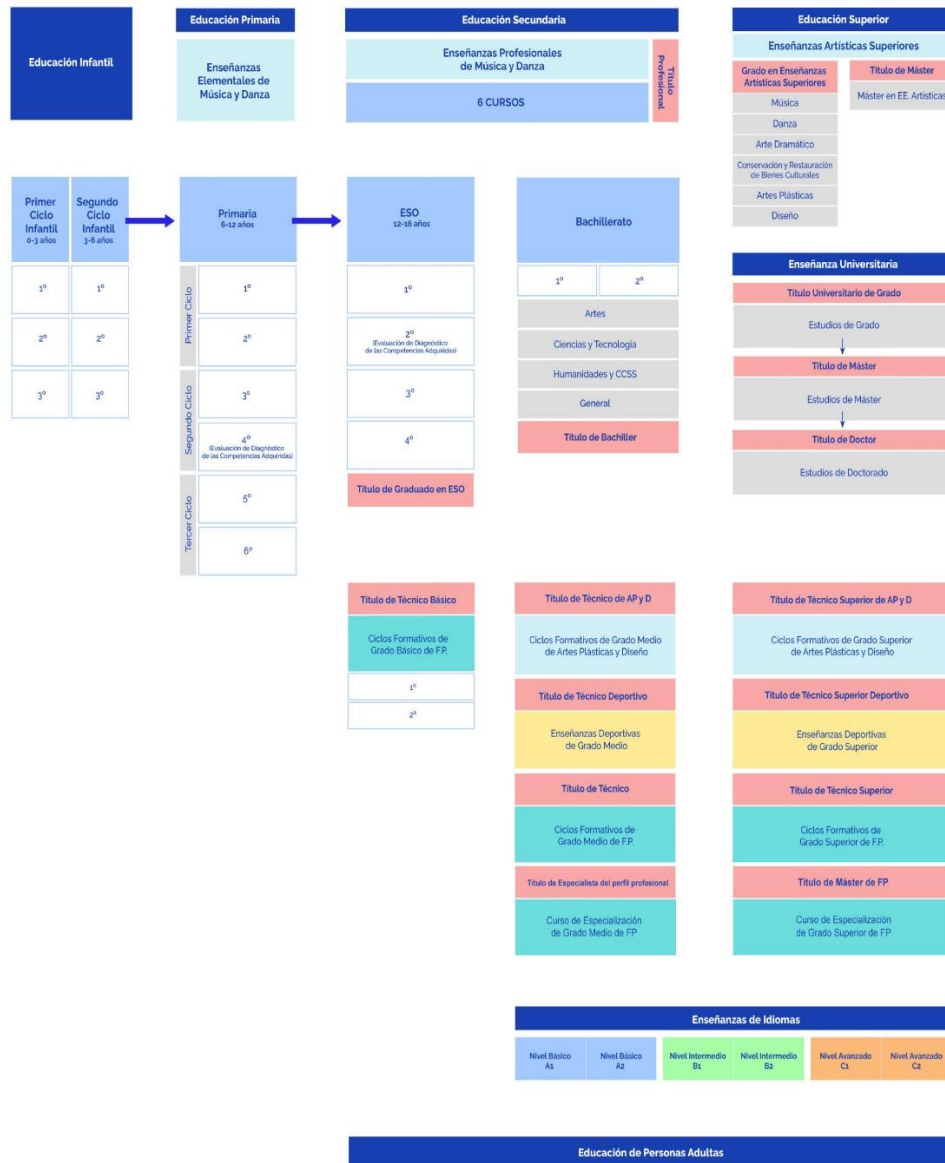 Educación Infantil
Educación Primaria
Enseñanzas
Elementales de
Música y Danza
Educación Secundaria
Enseñanzas Profesionales
de Música y Danza
6 CURSOS
Título
Profesional
Educación Superior
Enseñanzas Artísticas Superiores
Grado en Enseñanzas
Artísticas Superiores
Música
Danza
Arte Dramático
Conservación y Restauración
de Bienes Culturales
Artes Plásticas
Diseño
Título de Máster
Máster en EE. Artísticas
Primer
Ciclo
Infantil
0-3 años
1º
2º
3º
Segundo
Ciclo
Infantil
3-6 años
1º
2º
3º
Primaria
6-12 años
Primer Ciclo
1º
2º
Segundo Ciclo
3º
4º
(Evaluación de Diagnóstico
de las Competencias Adquiridas)
Tercer Ciclo
5º
6º
ESO
12-16 años
1º
2º
(Evaluación de Diagnóstico
de las Competencias Adquiridas)
3º
4º
Título de Graduado en ESO
Bachillerato
1º 2º
Artes
Ciencias y Tecnología
Humanidades y CCSS
General
Título de Bachiller
Enseñanza Universitaria
Título Universitario de Grado
Estudios de Grado
Título de Máster
Estudios de Máster
Título de Doctor
Estudios de Doctorado
Título de Técnico Básico
Ciclos Formativos de
Grado Básico de F.P.
1º
2º
Título de Técnico de AP y D
Ciclos Formativos de Grado Medio
de Artes Plásticas y Diseño
Título de Técnico Deportivo
Enseñanzas Deportivas
de Grado Medio
Título de Técnico
Ciclos Formativos de
Grado Medio de F.P.
Título de Especialista del perfil profesional
Curso de Especialización
de Grado Medio de FP
Título de Técnico Superior de AP y D
Ciclos Formativos de Grado Superior
de Artes Plásticas y Diseño
Título de Técnico Superior Deportivo
Enseñanzas Deportivas
de Grado Superior
Título de Técnico Superior
Ciclos Formativos de
Grado Superior de F.P.
Título de Máster de FP
Curso de Especialización
de Grado Superior de FP
Enseñanzas de Idiomas
Nivel Básico
A1
Nivel Básico
A2
Nivel Intermedio
B1
Nivel Intermedio
B2
Nivel Avanzado
C1
Nivel Avanzado
C2
Educación de Personas Adultas